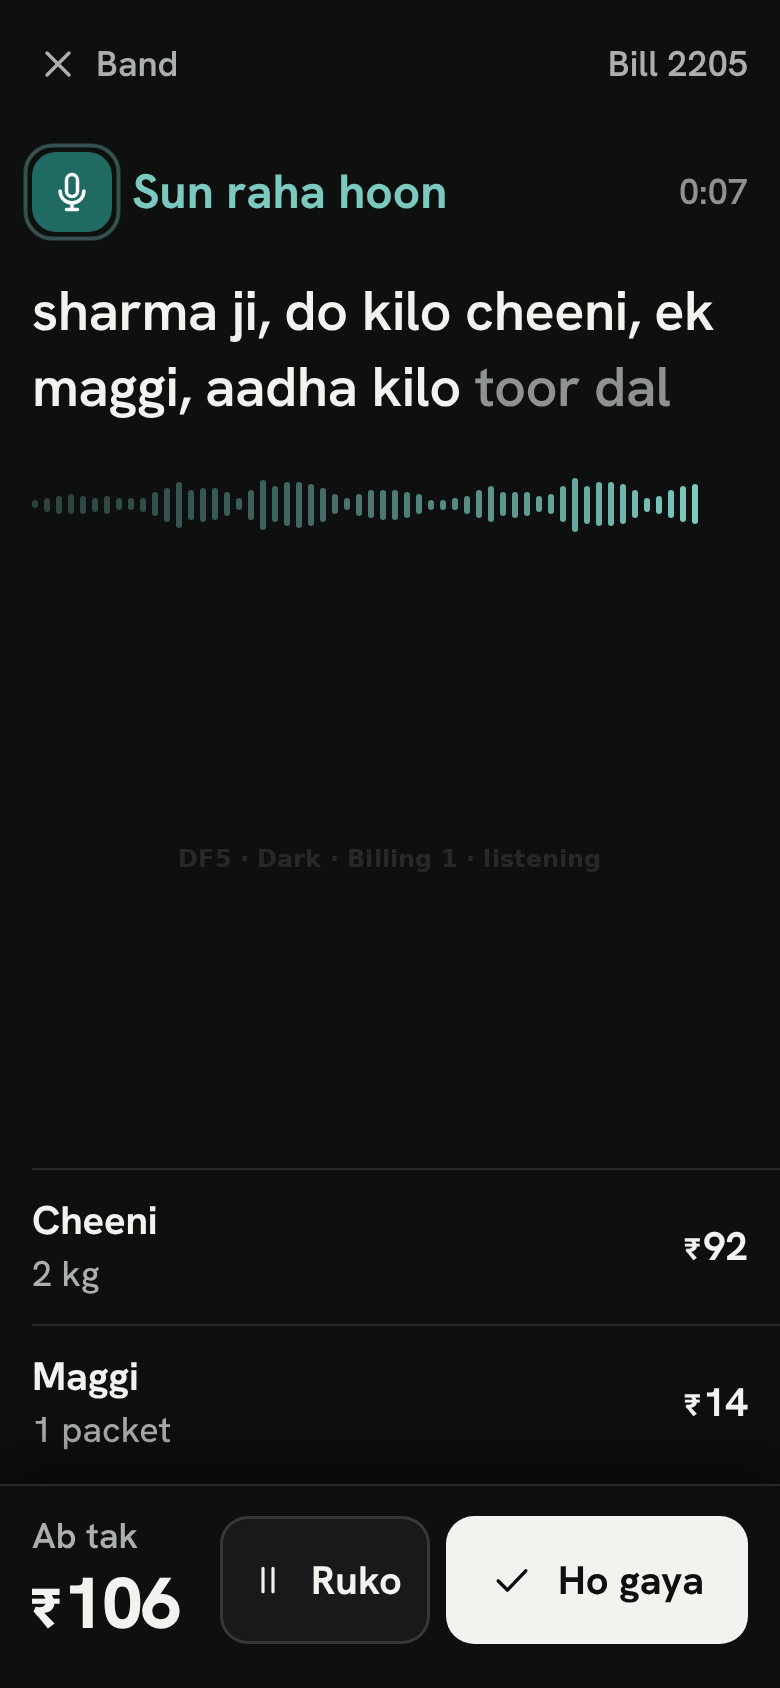 Band
Bill 2205
Sun raha hoon
0:07
sharma ji, do kilo cheeni, ek
maggi, aadha kilo toor dal
DF5 · Dark · Billing 1 · listening
Cheeni
2 kg
₹92
Maggi
1 packet
₹14
Ab tak
₹106
Ruko
Ho gaya